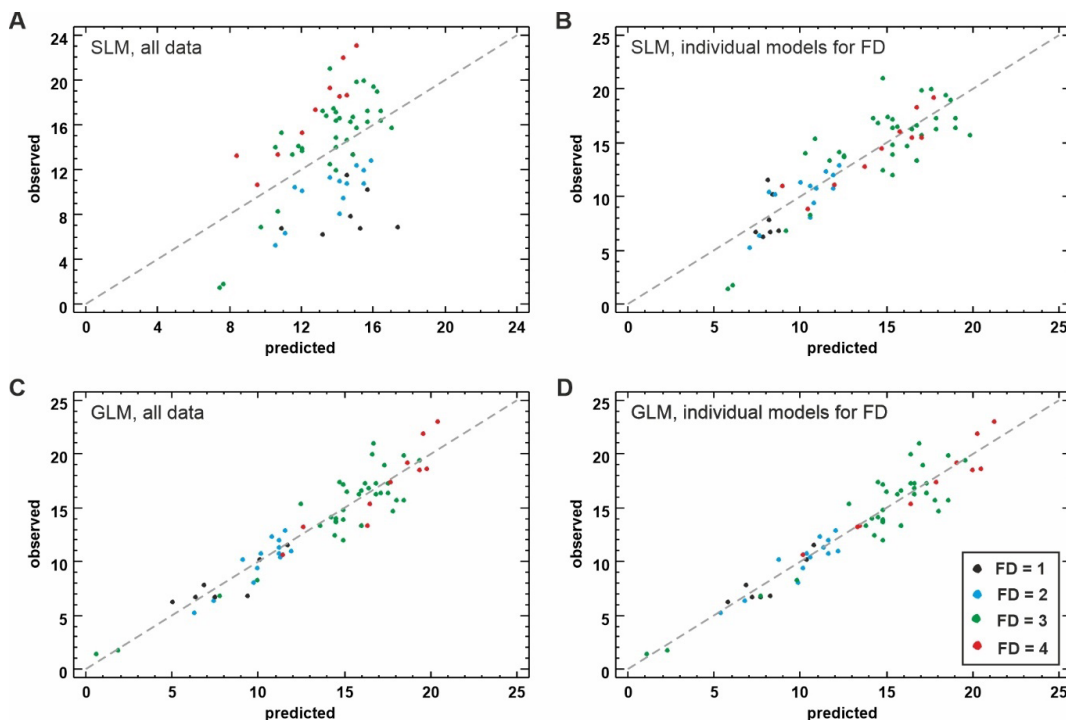 A
SLM, all data
observed
24
20
16
12
8
4
0
0 4 8 12 16 20 24
predicted
B
SLM, individual models for FD
observed
25
20
15
10
5
0
0 5 10 15 20 25
predicted
C
GLM, all data
observed
25
20
15
10
5
0
0 5 10 15 20 25
predicted
D
GLM, individual models for FD
observed
25
20
15
10
5
0
0 5 10 15 20 25
predicted
FD = 1
FD = 2
FD = 3
FD = 4